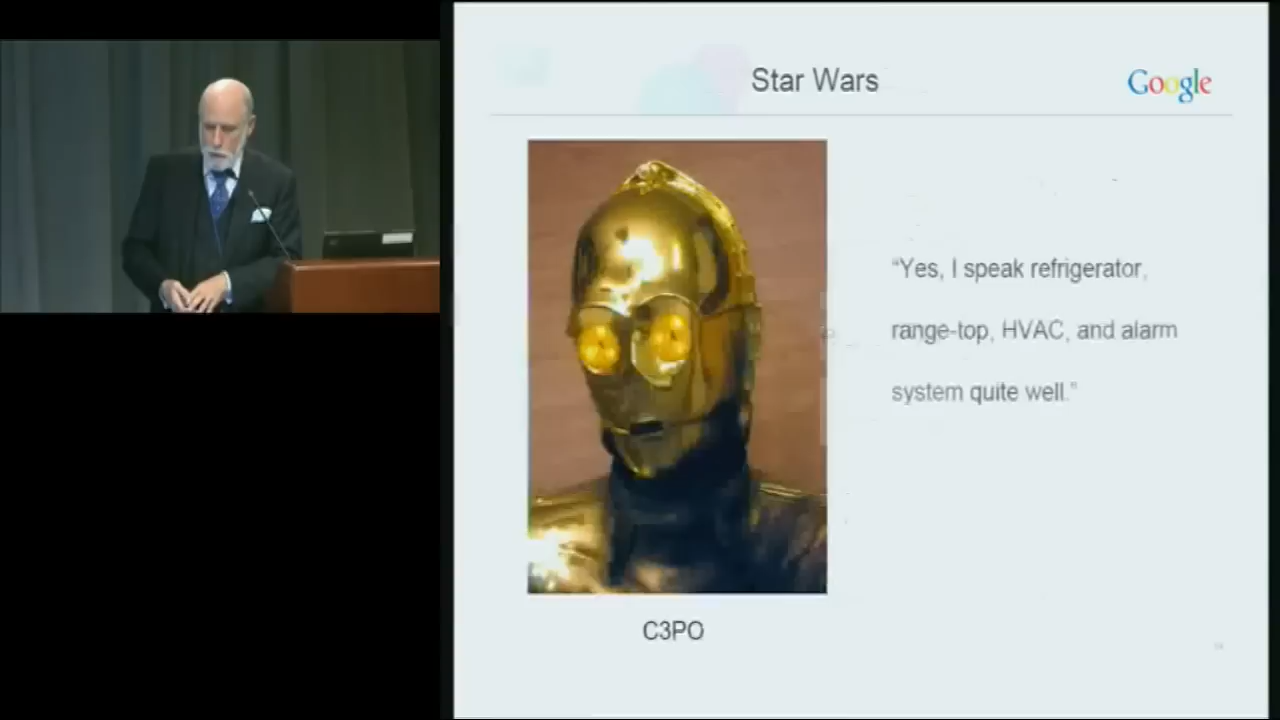 Star Wars
Google
“Yes, I speak refrigerator,
range-top, HVAC, and alarm
system quite well.”
C3PO